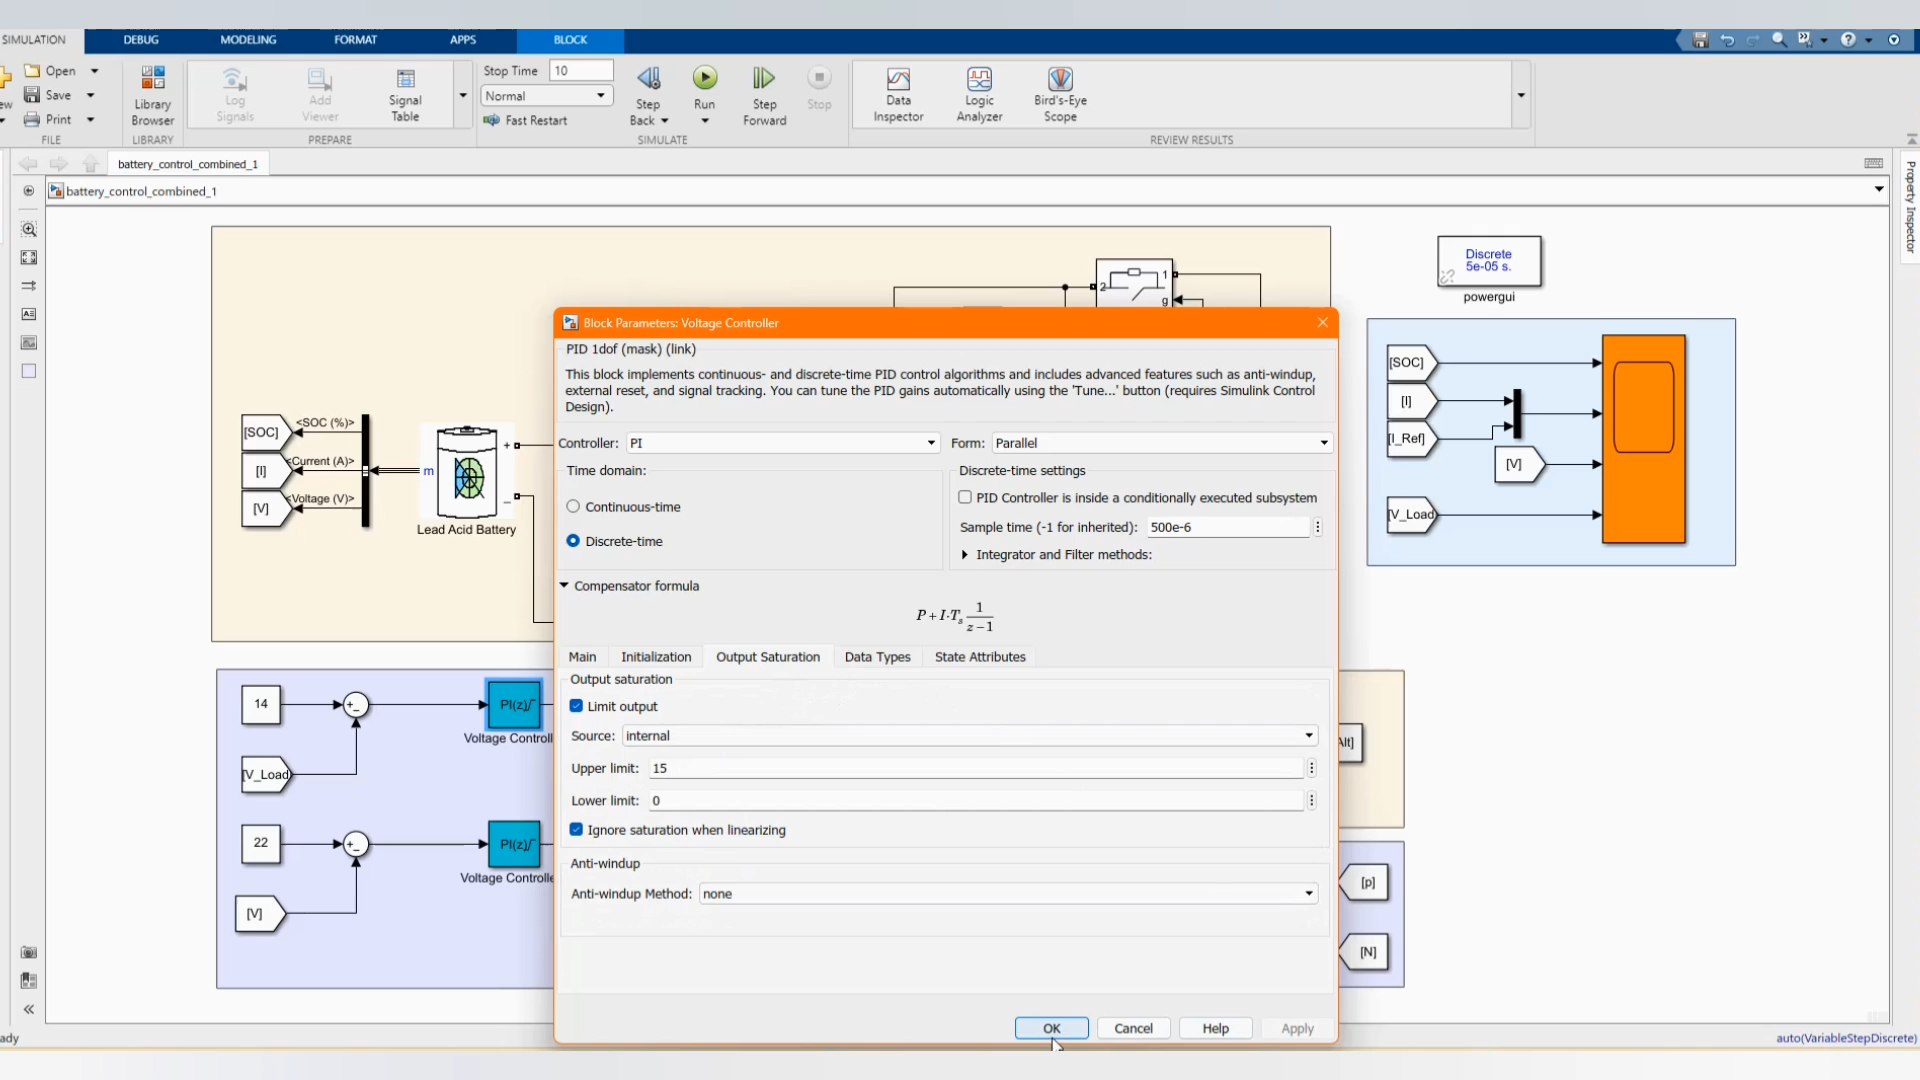 SIMULATION
DEBUG
MODELING
FORMAT
APPS
BLOCK
Open
Save
Print
FILE
Library
Browser
LIBRARY
Log
Signals
Add
Viewer
Signal
Table
PREPARE
Stop Time 10
Normal
Fast Restart
Step
Back
Run
Step
Forward
Stop
SIMULATE
Data
Inspector
Logic
Analyzer
Bird's-Eye
Scope
REVIEW RESULTS
battery_control_combined_1
battery_control_combined_1
Property Inspector
1
2
g
Discrete
5e-05 s.
powergui
[SOC]
[I]
[I_Ref]
[V]
[V_Load]
<SOC (%)>
[SOC]
<Current (A)>
[I]
<Voltage (V)>
[V]
m
+
_
Lead Acid Battery
14
+_
PI(z)
[V_Load]
22
+_
PI(z)
[V]
[p]
[N]
Block Parameters: Voltage Controller
PID 1dof (mask) (link)
This block implements continuous- and discrete-time PID control algorithms and includes advanced features such as anti-windup,
external reset, and signal tracking. You can tune the PID gains automatically using the 'Tune...' button (requires Simulink Control
Design).
Controller: PI
Form: Parallel
Time domain:
Continuous-time
Discrete-time
Discrete-time settings
PID Controller is inside a conditionally executed subsystem
Sample time (-1 for inherited): 500e-6
Integrator and Filter methods:
Compensator formula
P+I·Ts 1/z−1
Main
Initialization
Output Saturation
Data Types
State Attributes
Output saturation
Limit output
Source: internal
Upper limit: 15
Lower limit: 0
Ignore saturation when linearizing
Anti-windup
Anti-windup Method: none
OK
Cancel
Help
Apply
auto(VariableStepDiscrete)